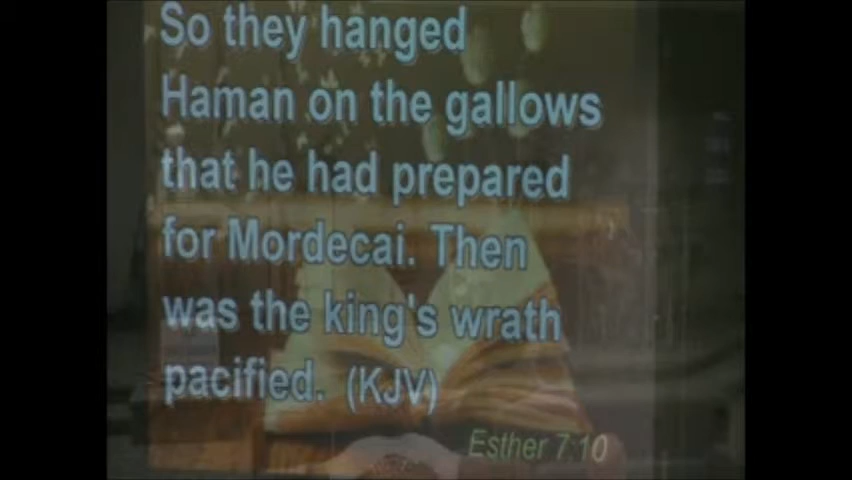 So they hanged
Haman on the gallows
that he had prepared
for Mordecai. Then
was the king's wrath
pacified. (KJV)
Esther 7:10